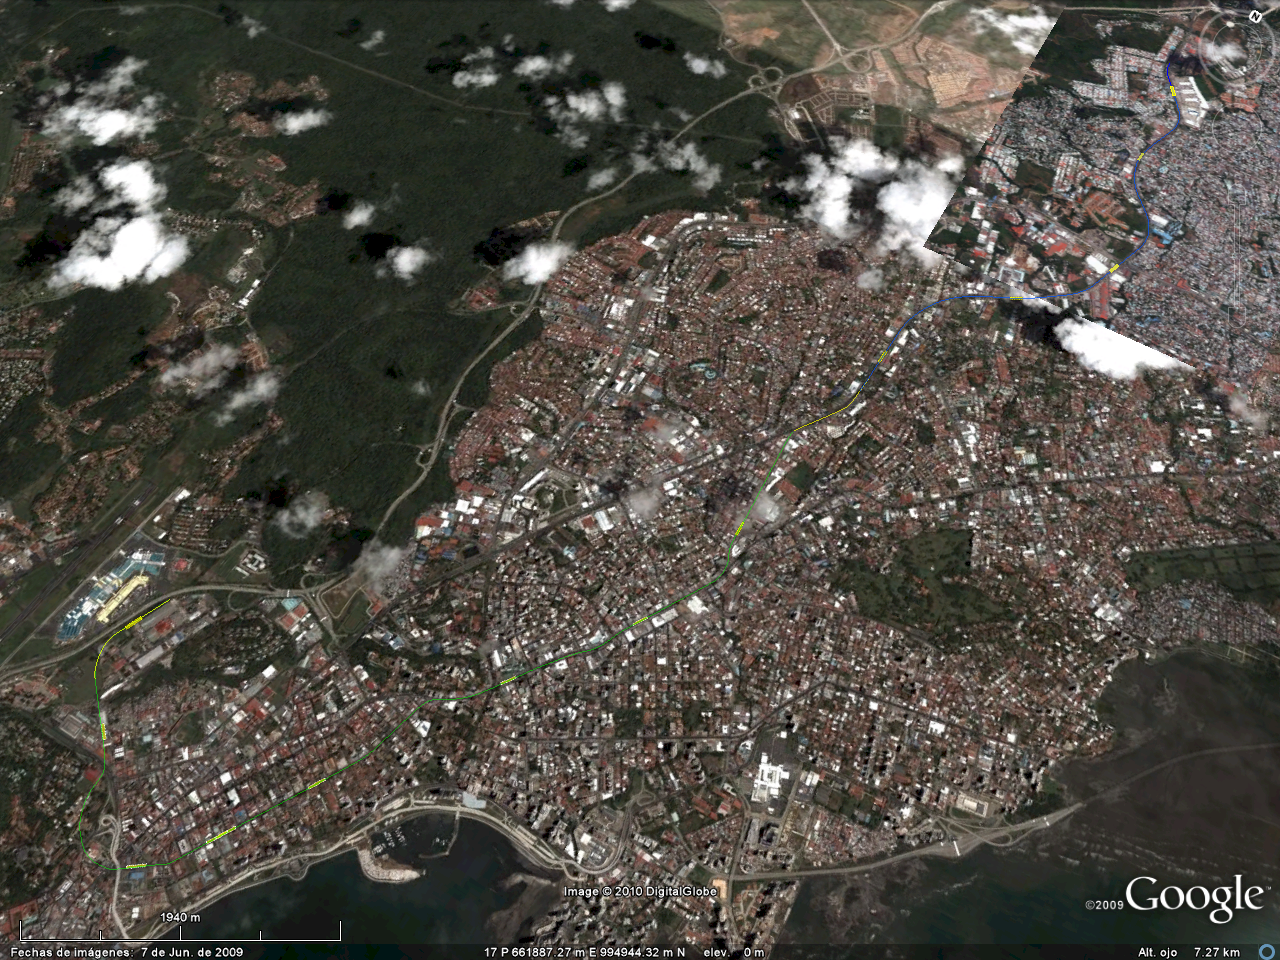 N
Image © 2010 DigitalGlobe
©2009 Google™
1940 m
Fechas de imágenes: 7 de Jun. de 2009
17 P 661887.27 m E 994944.32 m N elev. 0 m
Alt. ojo 7.27 km